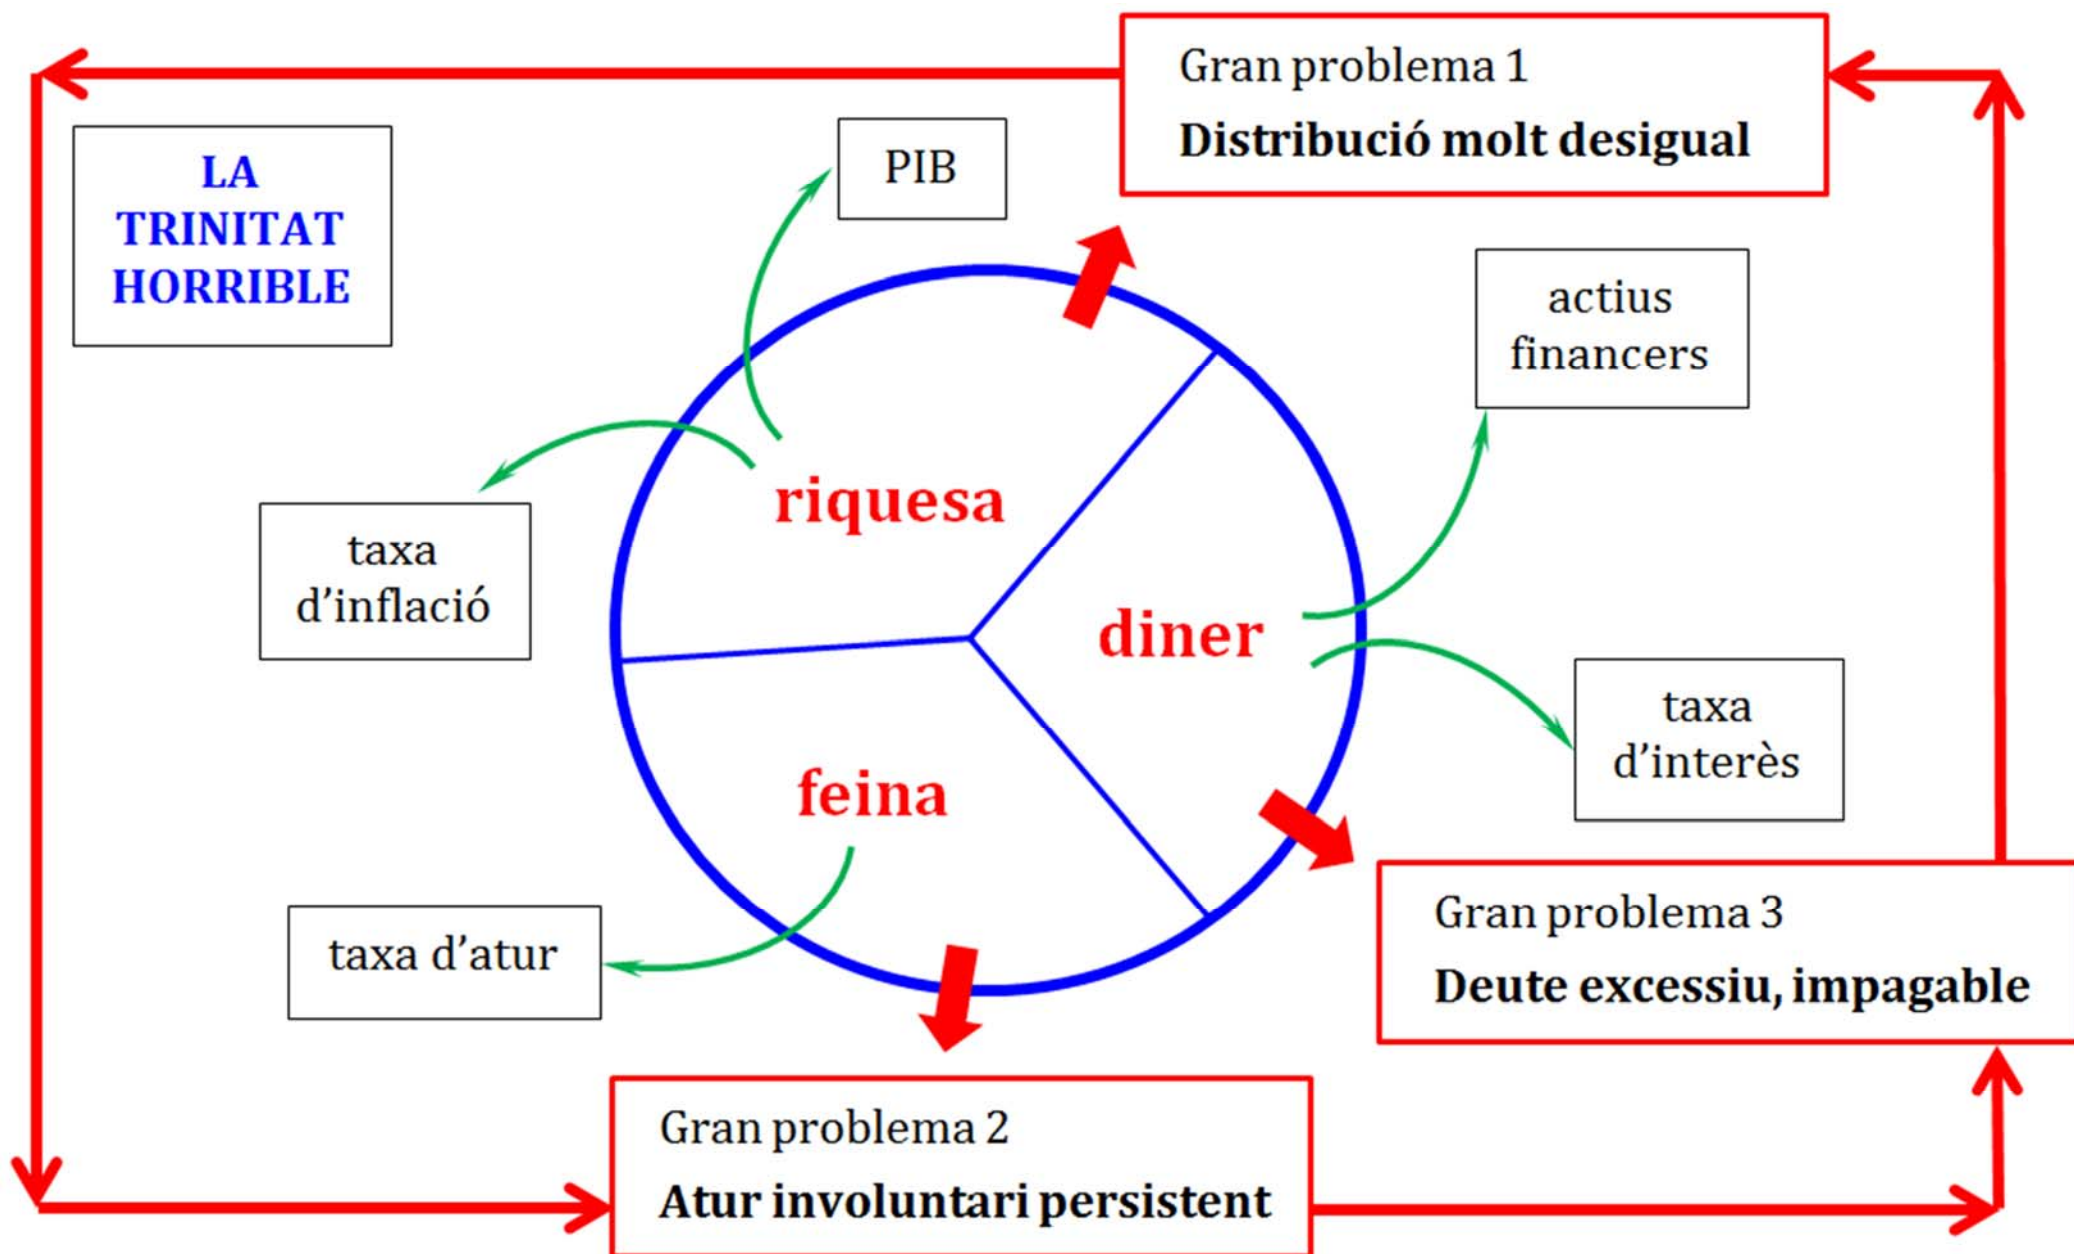 Gran problema 1
Distribució molt desigual
LA
TRINITAT
HORRIBLE
PIB
actius
financers
riquesa
taxa
d’inflació
diner
taxa
d’interès
feina
taxa d’atur
Gran problema 3
Deute excessiu, impagable
Gran problema 2
Atur involuntari persistent